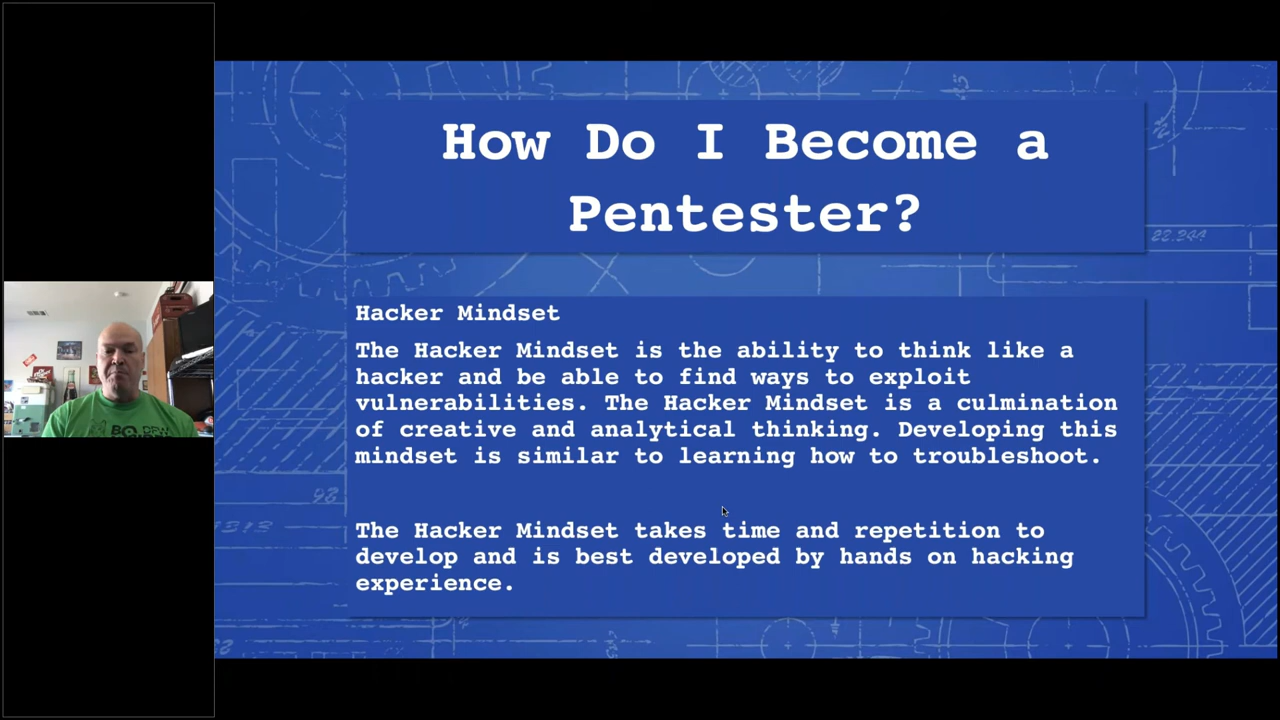 How Do I Become a
Pentester?
22.244
Hacker Mindset
The Hacker Mindset is the ability to think like a
hacker and be able to find ways to exploit
vulnerabilities. The Hacker Mindset is a culmination
of creative and analytical thinking. Developing this
mindset is similar to learning how to troubleshoot.
The Hacker Mindset takes time and repetition to
develop and is best developed by hands on hacking
experience.